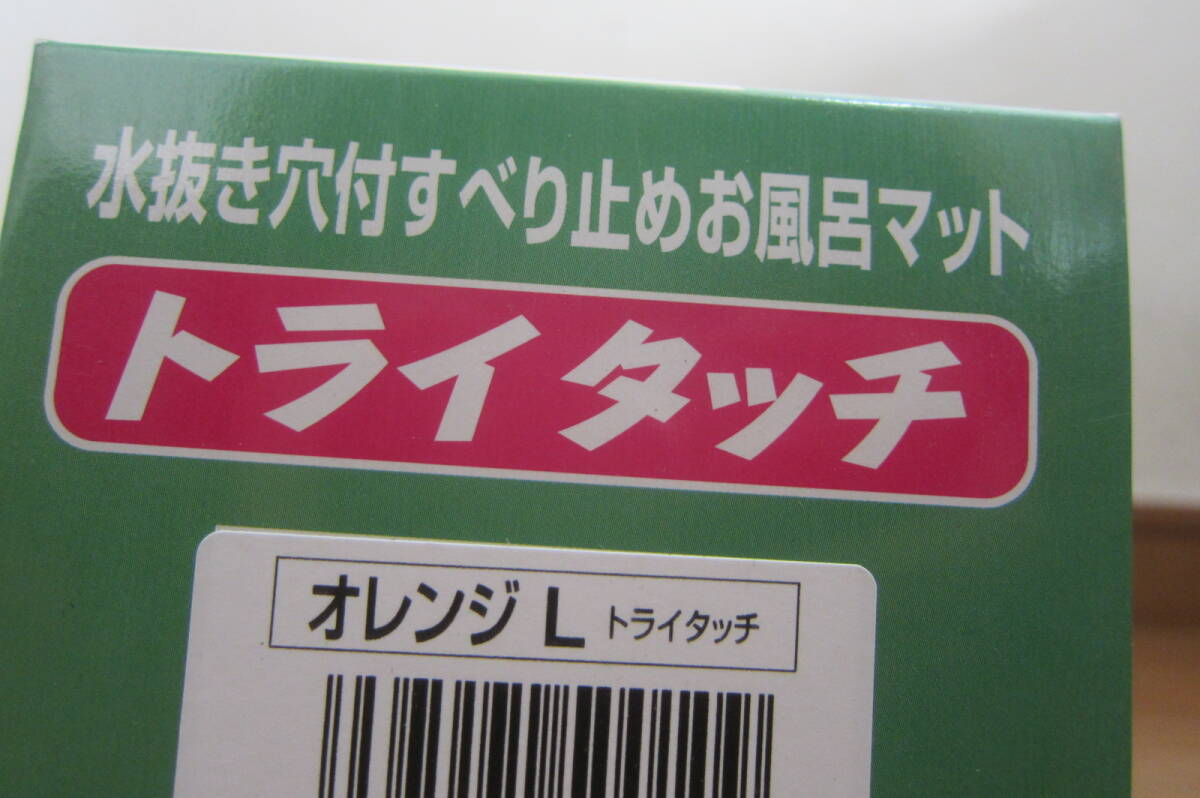 水抜き穴付すべり止めお風呂マット
トライタッチ
オレンジ L トライタッチ